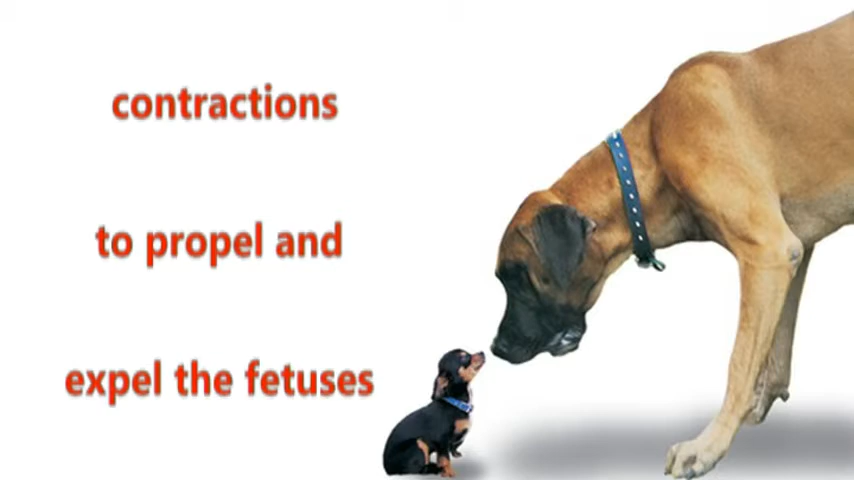 contractions
to propel and
expel the fetuses